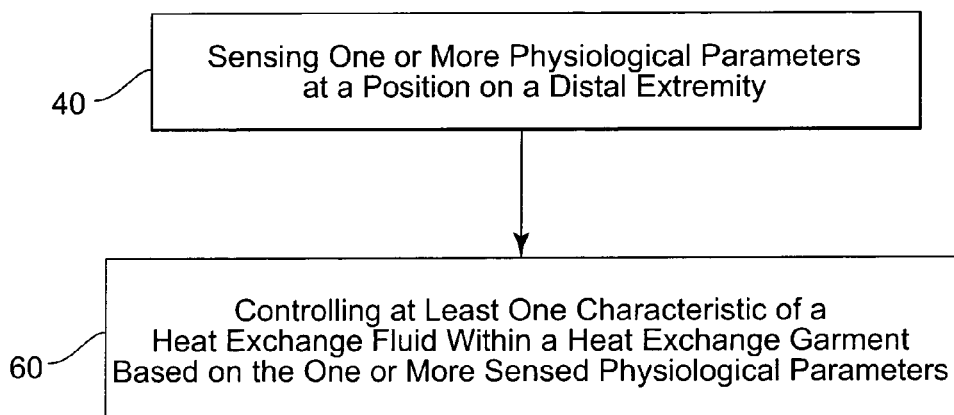 Sensing One or More Physiological Parameters
at a Position on a Distal Extremity
40
Controlling at Least One Characteristic of a
Heat Exchange Fluid Within a Heat Exchange Garment
Based on the One or More Sensed Physiological Parameters
60